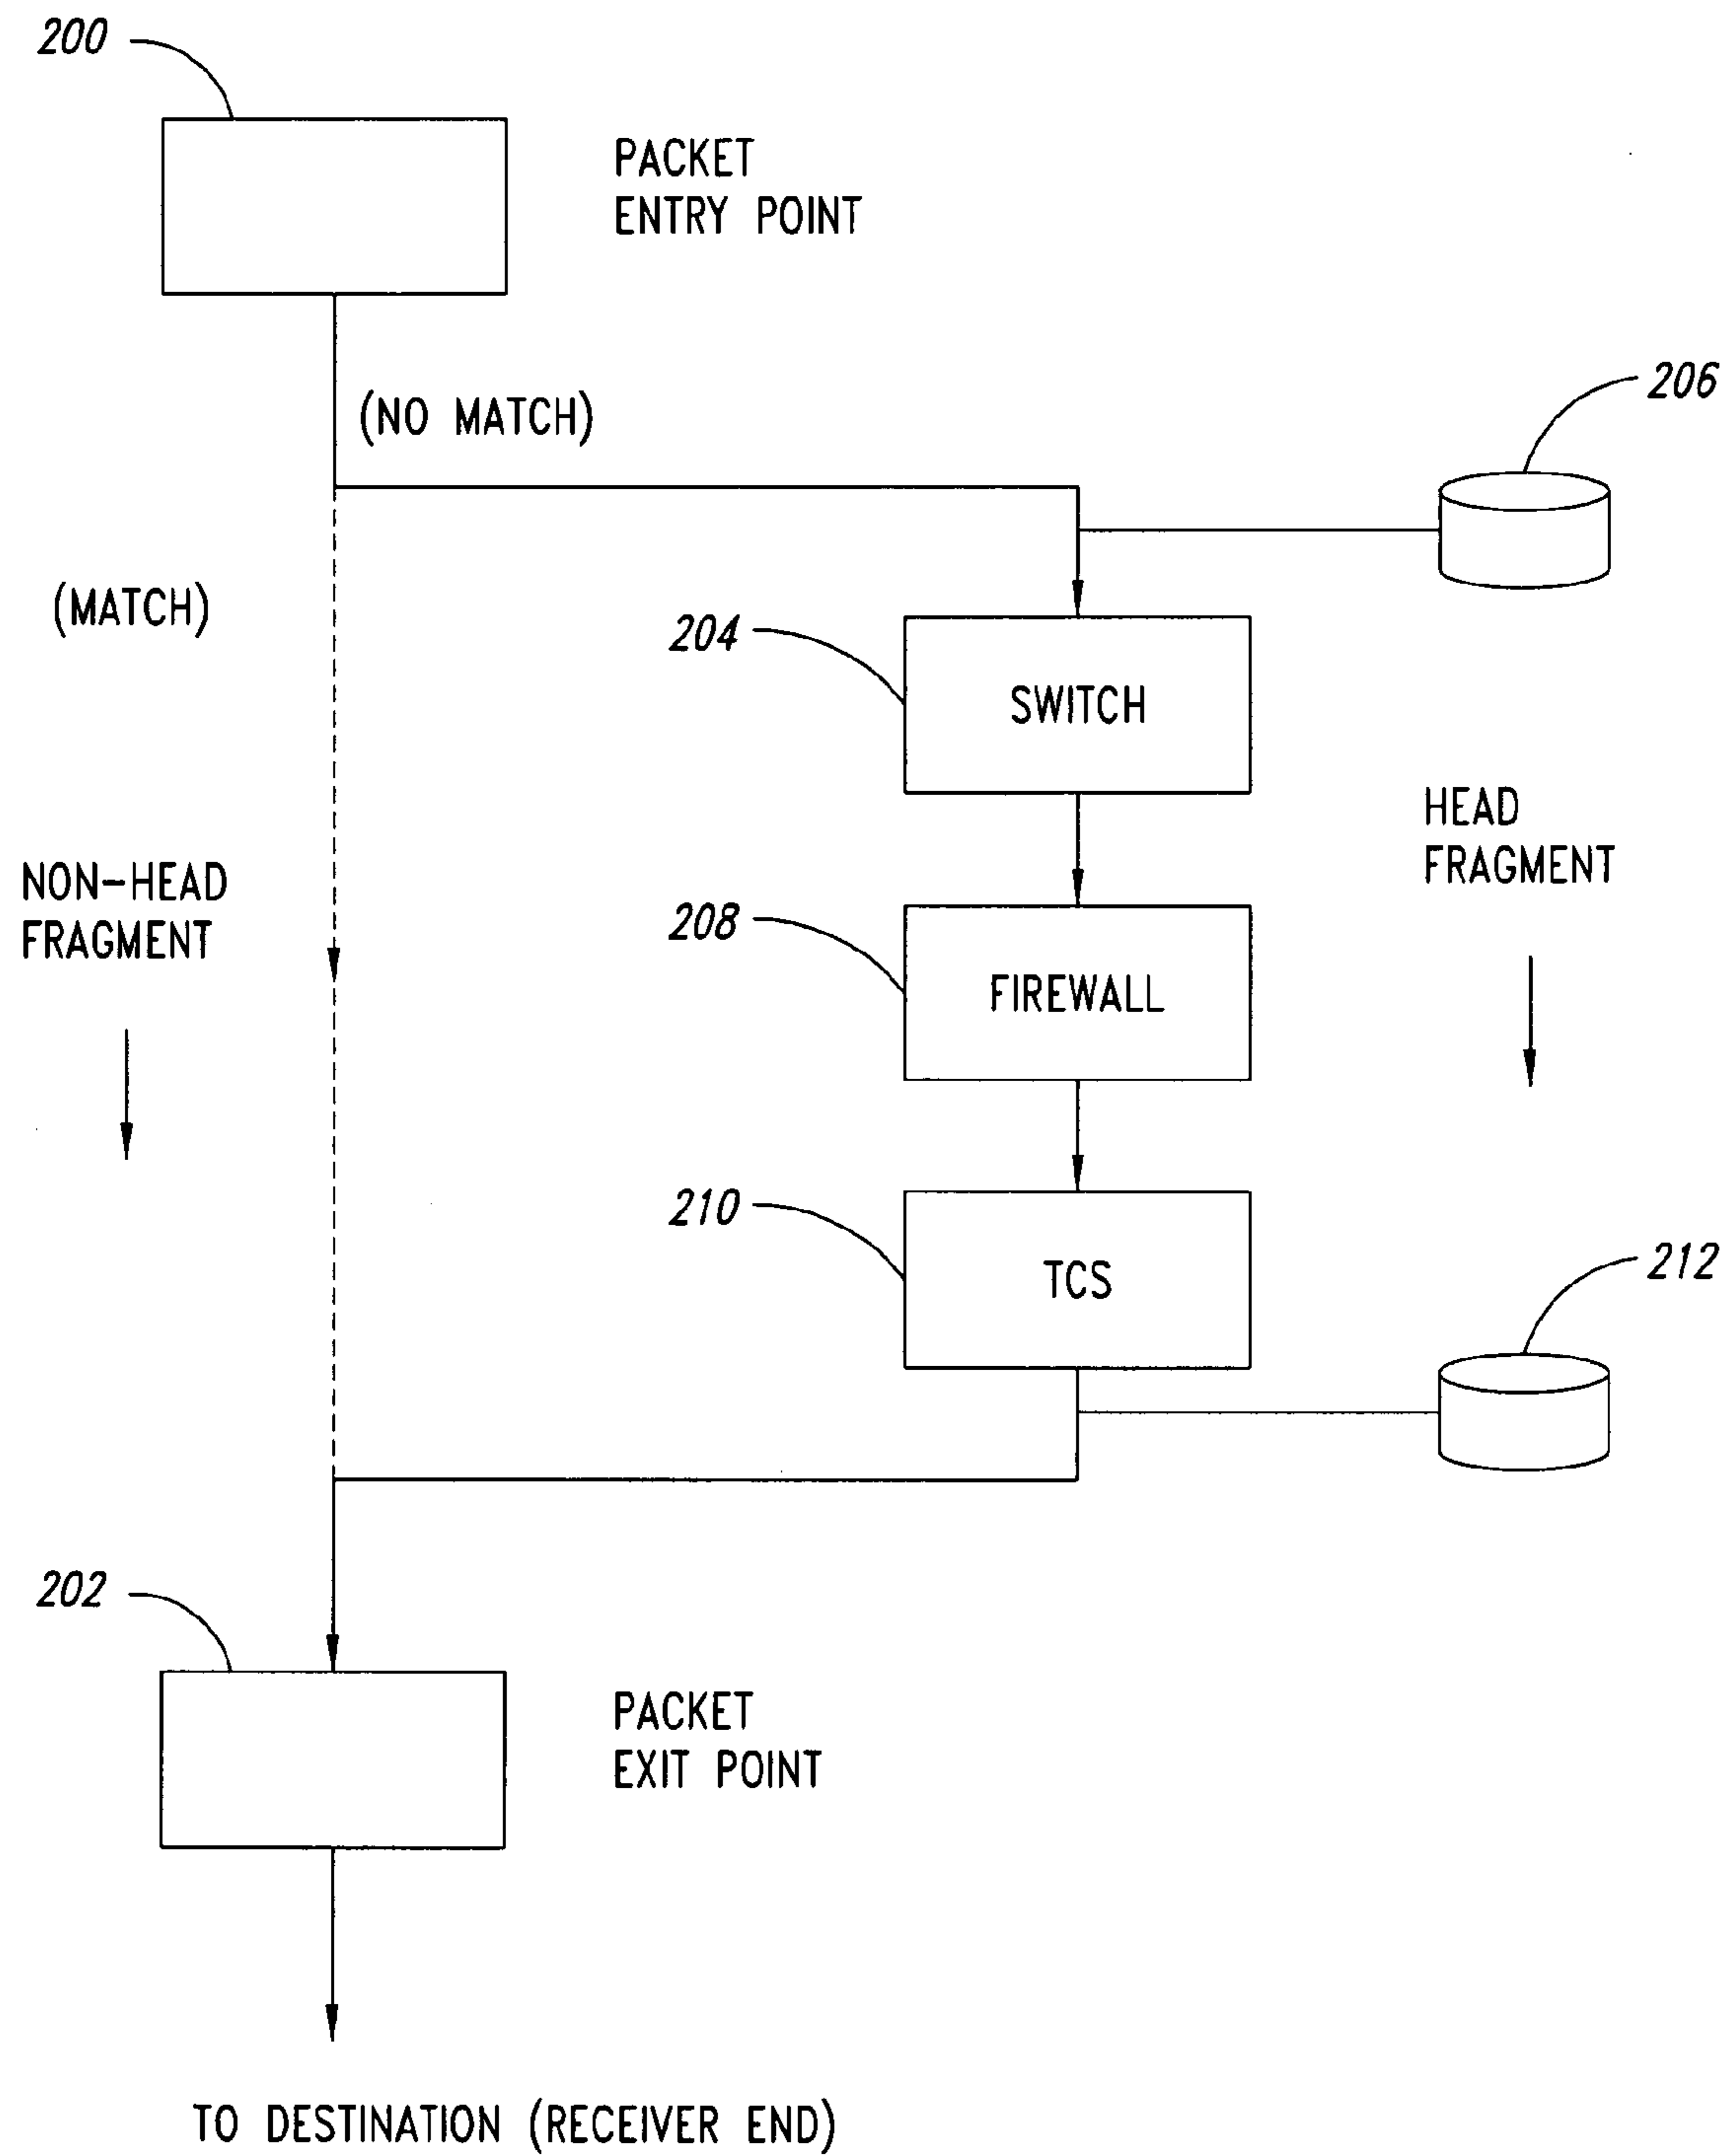 200
PACKET
ENTRY POINT
(NO MATCH)
206
(MATCH)
204
SWITCH
HEAD
FRAGMENT
NON-HEAD
FRAGMENT
208
FIREWALL
210
TCS
212
202
PACKET
EXIT POINT
TO DESTINATION (RECEIVER END)